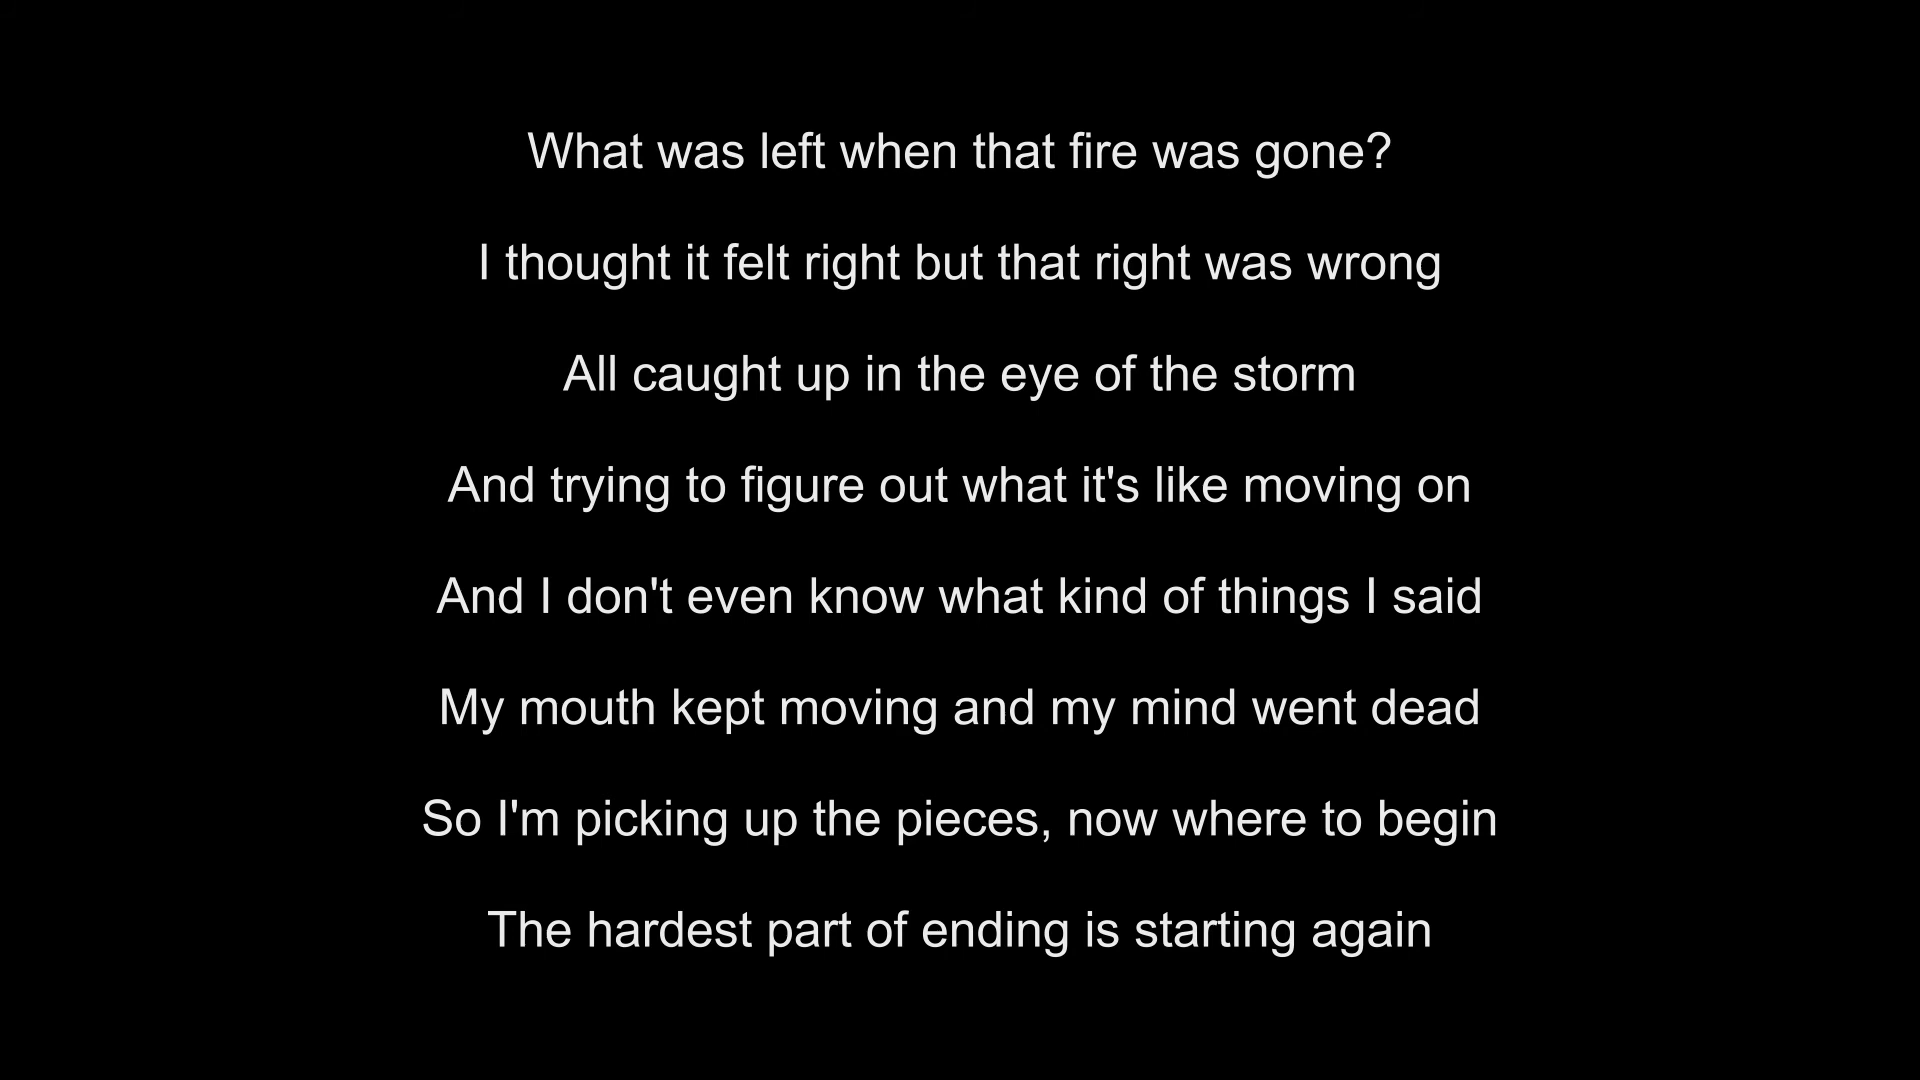 What was left when that fire was gone?
I thought it felt right but that right was wrong
All caught up in the eye of the storm
And trying to figure out what it's like moving on
And I don't even know what kind of things I said
My mouth kept moving and my mind went dead
So I'm picking up the pieces, now where to begin
The hardest part of ending is starting again